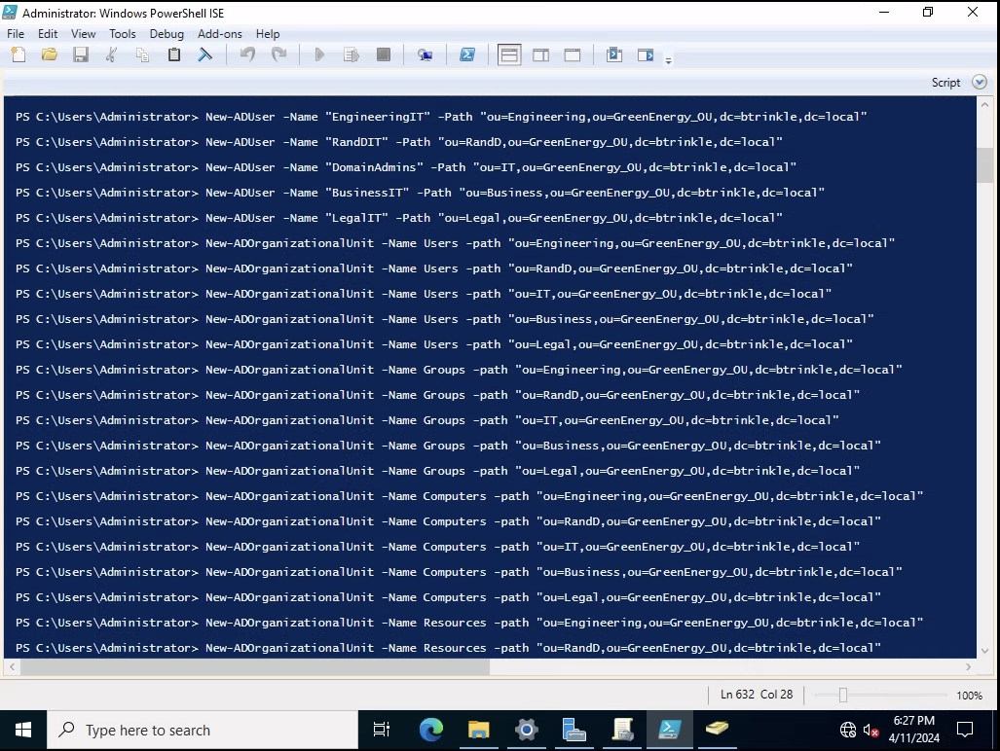 Administrator: Windows PowerShell ISE
File Edit View Tools Debug Add-ons Help
Script
PS C:\Users\Administrator> New-ADUser -Name "EngineeringIT" -Path "ou=Engineering,ou=GreenEnergy_OU,dc=btrinkle,dc=local"
PS C:\Users\Administrator> New-ADUser -Name "RandDIT" -Path "ou=RandD,ou=GreenEnergy_OU,dc=btrinkle,dc=local"
PS C:\Users\Administrator> New-ADUser -Name "DomainAdmins" -Path "ou=IT,ou=GreenEnergy_OU,dc=btrinkle,dc=local"
PS C:\Users\Administrator> New-ADUser -Name "BusinessIT" -Path "ou=Business,ou=GreenEnergy_OU,dc=btrinkle,dc=local"
PS C:\Users\Administrator> New-ADUser -Name "LegalIT" -Path "ou=Legal,ou=GreenEnergy_OU,dc=btrinkle,dc=local"
PS C:\Users\Administrator> New-ADOrganizationalUnit -Name Users -path "ou=Engineering,ou=GreenEnergy_OU,dc=btrinkle,dc=local"
PS C:\Users\Administrator> New-ADOrganizationalUnit -Name Users -path "ou=RandD,ou=GreenEnergy_OU,dc=btrinkle,dc=local"
PS C:\Users\Administrator> New-ADOrganizationalUnit -Name Users -path "ou=IT,ou=GreenEnergy_OU,dc=btrinkle,dc=local"
PS C:\Users\Administrator> New-ADOrganizationalUnit -Name Users -path "ou=Business,ou=GreenEnergy_OU,dc=btrinkle,dc=local"
PS C:\Users\Administrator> New-ADOrganizationalUnit -Name Users -path "ou=Legal,ou=GreenEnergy_OU,dc=btrinkle,dc=local"
PS C:\Users\Administrator> New-ADOrganizationalUnit -Name Groups -path "ou=Engineering,ou=GreenEnergy_OU,dc=btrinkle,dc=local"
PS C:\Users\Administrator> New-ADOrganizationalUnit -Name Groups -path "ou=RandD,ou=GreenEnergy_OU,dc=btrinkle,dc=local"
PS C:\Users\Administrator> New-ADOrganizationalUnit -Name Groups -path "ou=IT,ou=GreenEnergy_OU,dc=btrinkle,dc=local"
PS C:\Users\Administrator> New-ADOrganizationalUnit -Name Groups -path "ou=Business,ou=GreenEnergy_OU,dc=btrinkle,dc=local"
PS C:\Users\Administrator> New-ADOrganizationalUnit -Name Groups -path "ou=Legal,ou=GreenEnergy_OU,dc=btrinkle,dc=local"
PS C:\Users\Administrator> New-ADOrganizationalUnit -Name Computers -path "ou=Engineering,ou=GreenEnergy_OU,dc=btrinkle,dc=local"
PS C:\Users\Administrator> New-ADOrganizationalUnit -Name Computers -path "ou=RandD,ou=GreenEnergy_OU,dc=btrinkle,dc=local"
PS C:\Users\Administrator> New-ADOrganizationalUnit -Name Computers -path "ou=IT,ou=GreenEnergy_OU,dc=btrinkle,dc=local"
PS C:\Users\Administrator> New-ADOrganizationalUnit -Name Computers -path "ou=Business,ou=GreenEnergy_OU,dc=btrinkle,dc=local"
PS C:\Users\Administrator> New-ADOrganizationalUnit -Name Computers -path "ou=Legal,ou=GreenEnergy_OU,dc=btrinkle,dc=local"
PS C:\Users\Administrator> New-ADOrganizationalUnit -Name Resources -path "ou=Engineering,ou=GreenEnergy_OU,dc=btrinkle,dc=local"
PS C:\Users\Administrator> New-ADOrganizationalUnit -Name Resources -path "ou=RandD,ou=GreenEnergy_OU,dc=btrinkle,dc=local"
Ln 632 Col 28 100%
Type here to search
6:27 PM
4/11/2024